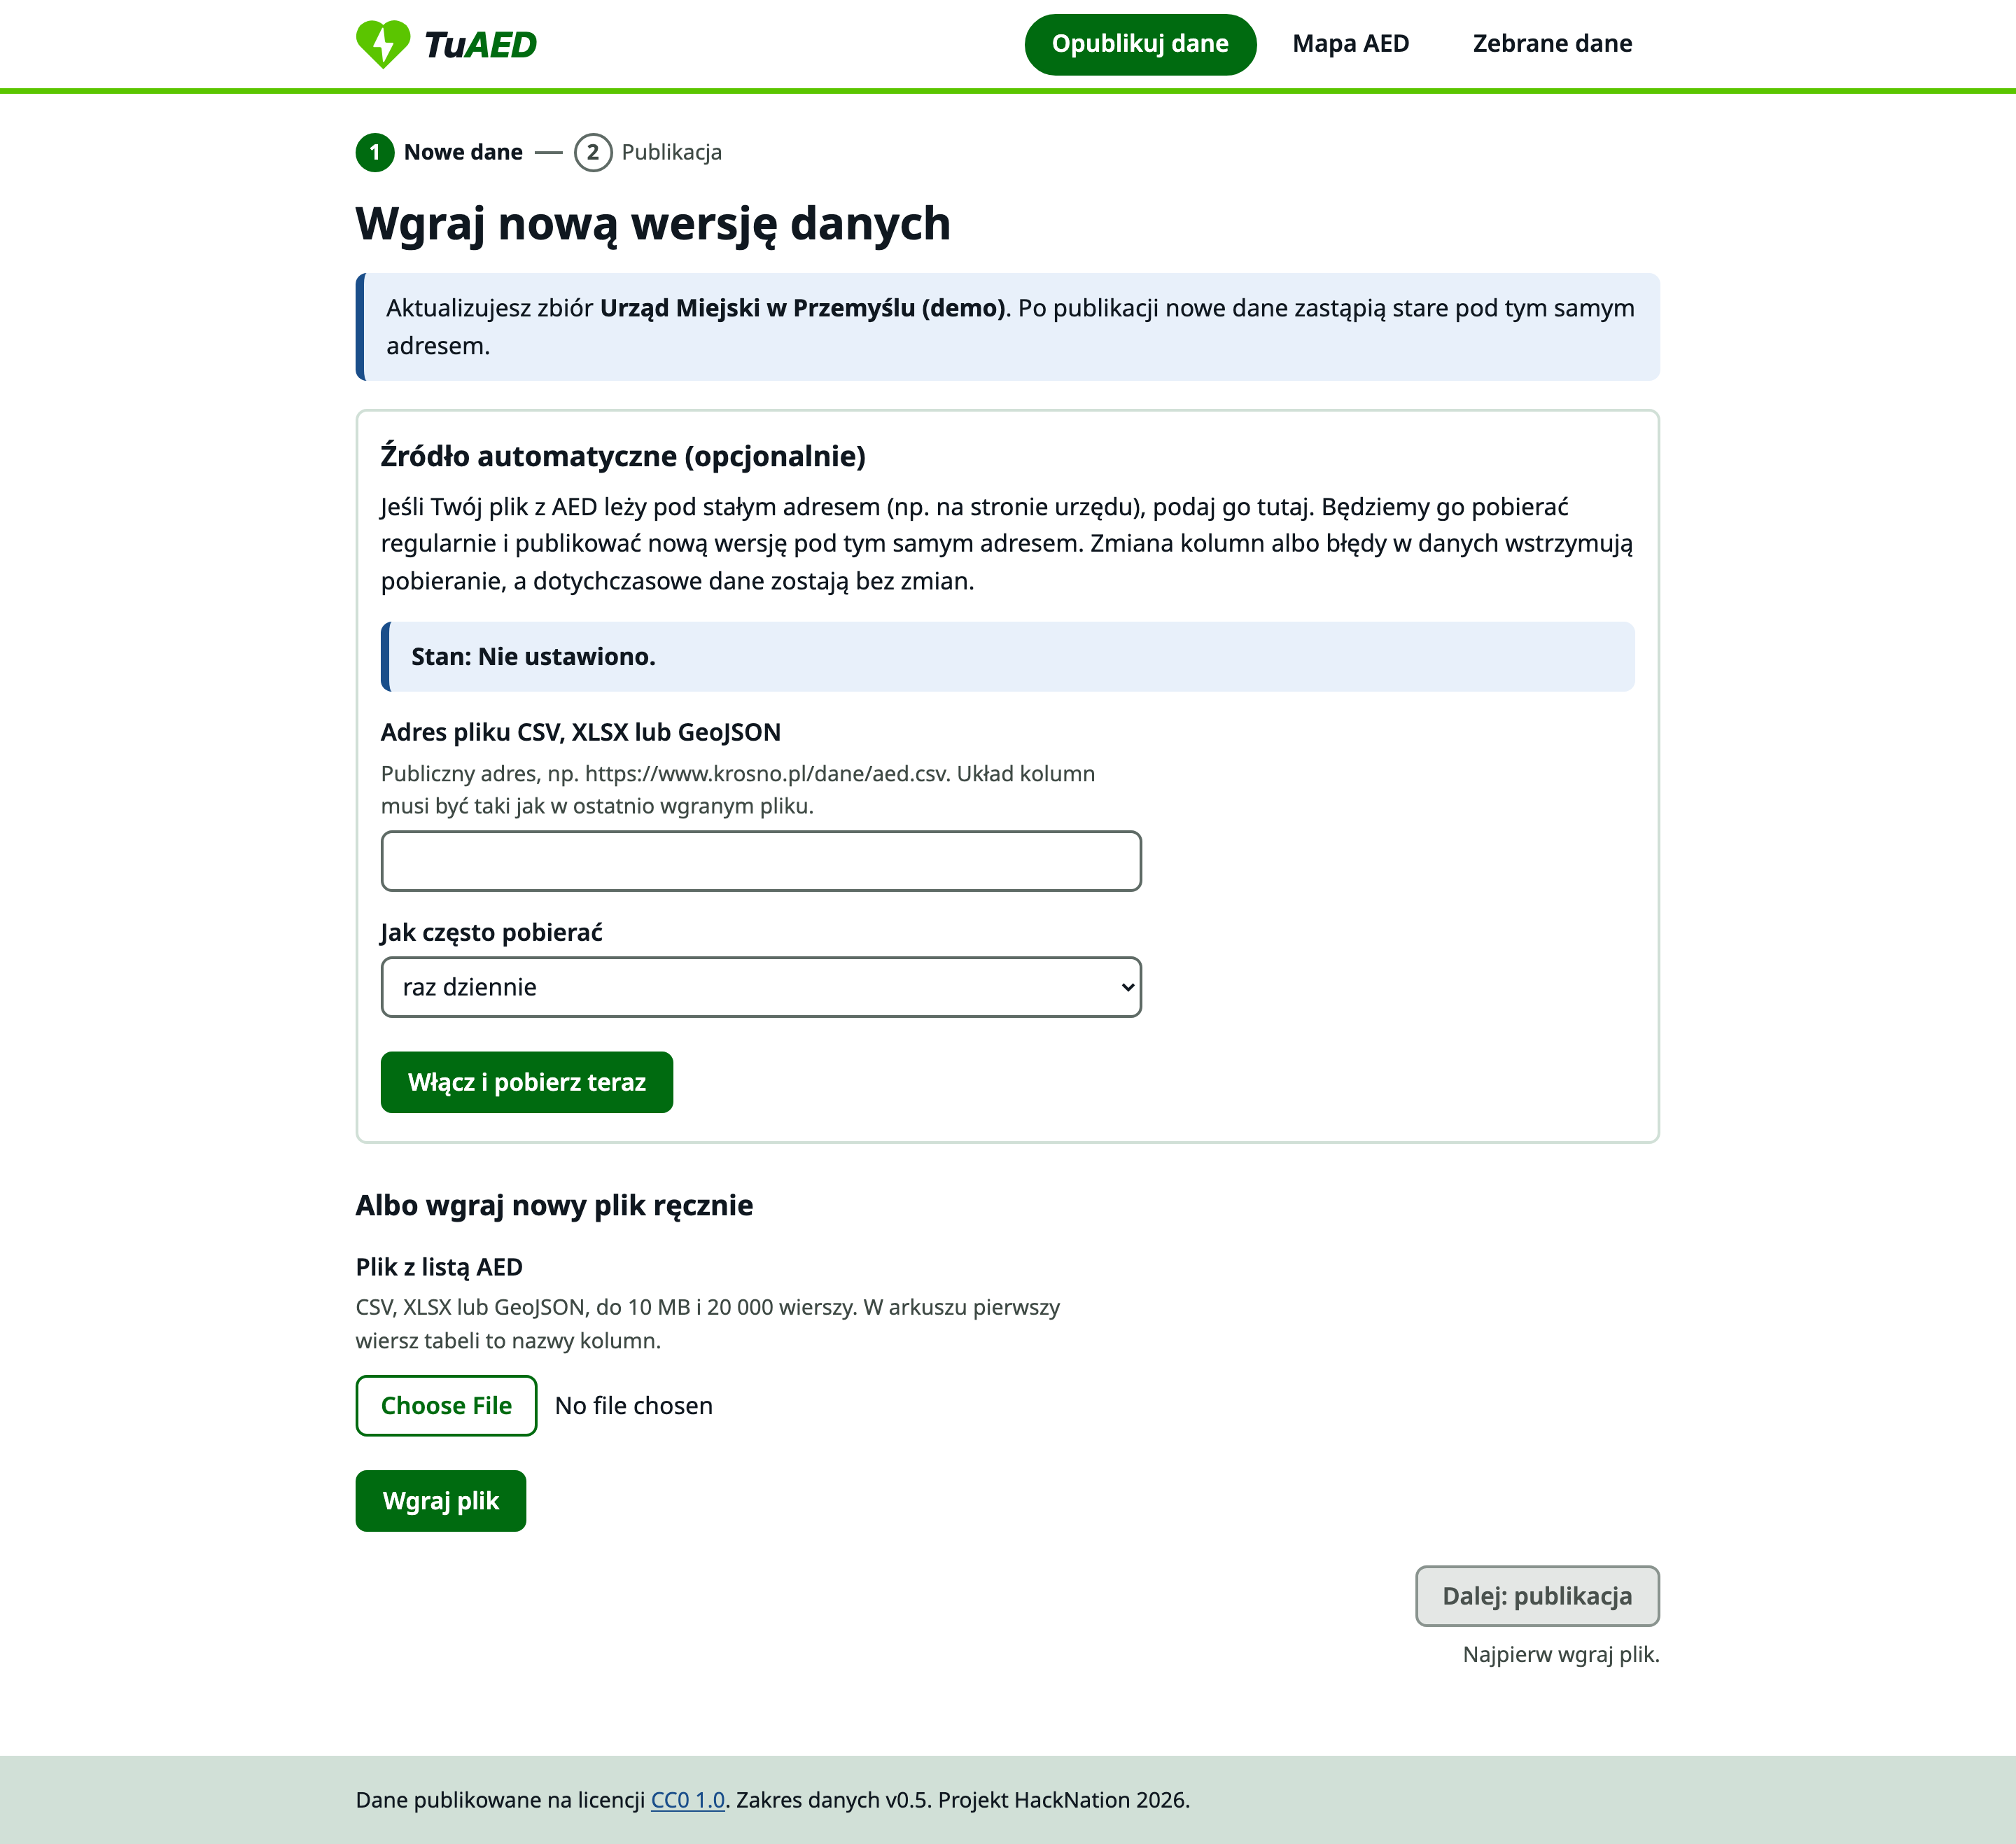 TuAED
Opublikuj dane
Mapa AED
Zebrane dane
1 Nowe dane — 2 Publikacja
Wgraj nową wersję danych
Aktualizujesz zbiór Urząd Miejski w Przemyślu (demo). Po publikacji nowe dane zastąpią stare pod tym samym
adresem.
Źródło automatyczne (opcjonalnie)
Jeśli Twój plik z AED leży pod stałym adresem (np. na stronie urzędu), podaj go tutaj. Będziemy go pobierać
regularnie i publikować nową wersję pod tym samym adresem. Zmiana kolumn albo błędy w danych wstrzymują
pobieranie, a dotychczasowe dane zostają bez zmian.
Stan: Nie ustawiono.
Adres pliku CSV, XLSX lub GeoJSON
Publiczny adres, np. https://www.krosno.pl/dane/aed.csv. Układ kolumn
musi być taki jak w ostatnio wgranym pliku.
Jak często pobierać
raz dziennie
Włącz i pobierz teraz
Albo wgraj nowy plik ręcznie
Plik z listą AED
CSV, XLSX lub GeoJSON, do 10 MB i 20 000 wierszy. W arkuszu pierwszy
wiersz tabeli to nazwy kolumn.
Choose File No file chosen
Wgraj plik
Dalej: publikacja
Najpierw wgraj plik.
Dane publikowane na licencji CC0 1.0. Zakres danych v0.5. Projekt HackNation 2026.